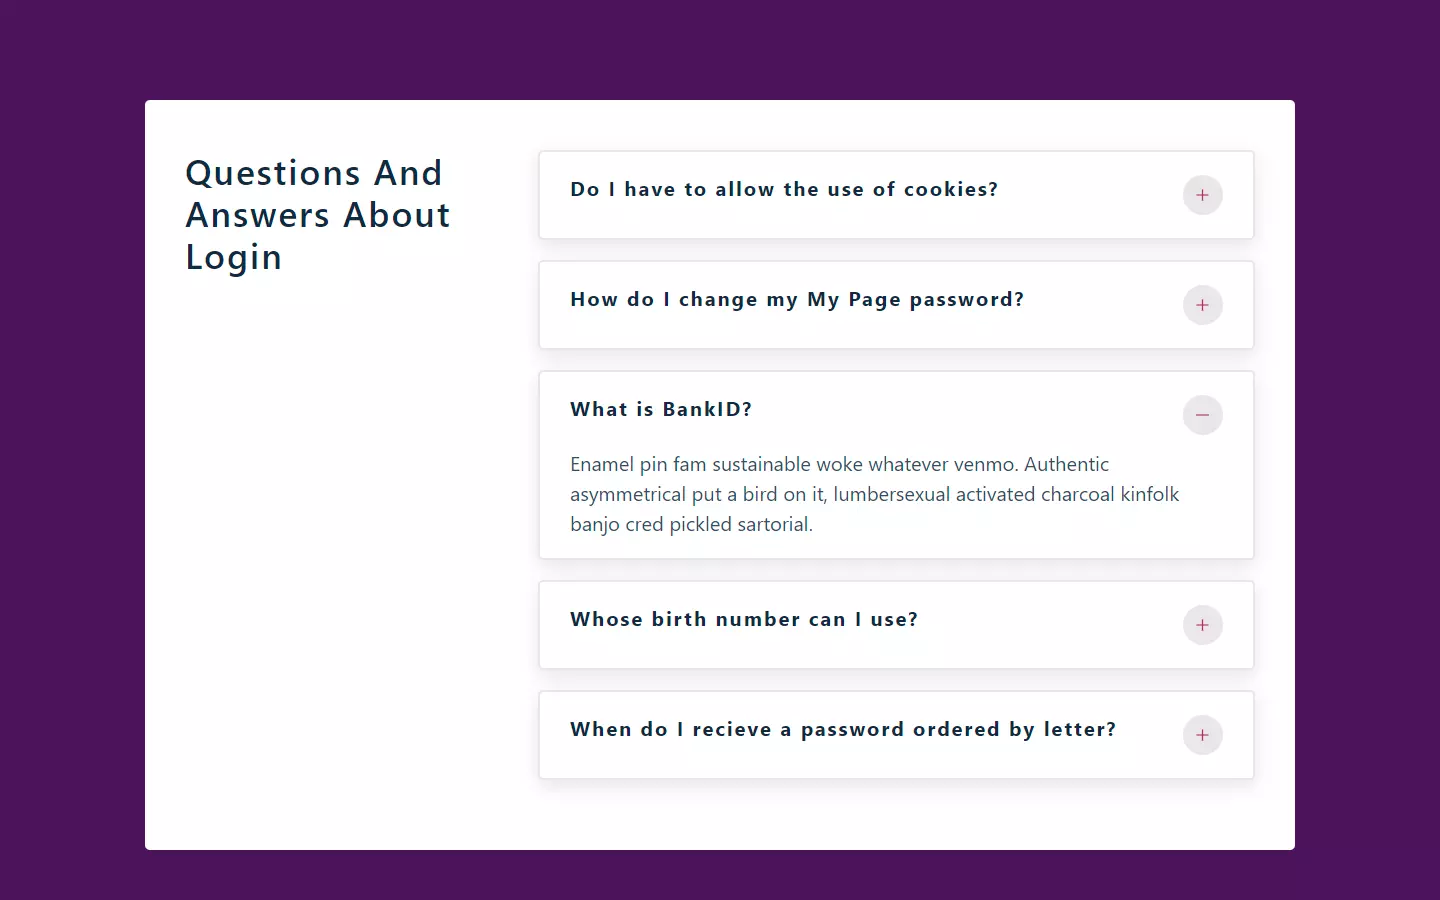 Questions And
Answers About
Login
Do I have to allow the use of cookies?
How do I change my My Page password?
What is BankID?
Enamel pin fam sustainable woke whatever venmo. Authentic
asymmetrical put a bird on it, lumbersexual activated charcoal kinfolk
banjo cred pickled sartorial.
Whose birth number can I use?
When do I recieve a password ordered by letter?